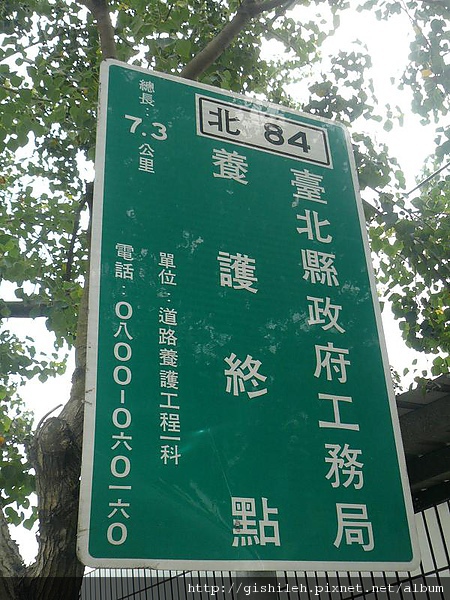 北 84
臺北縣政府工務局
養護終點
總長：
7.3
公里
單位：道路養護工程一科
電話：０八００-０六０一六０
http://gishileh.pixnet.net/album